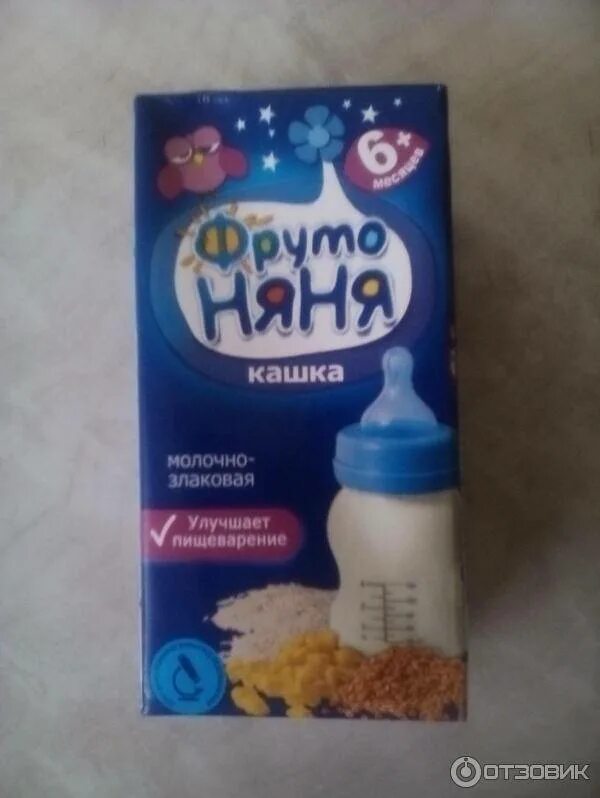 6+
месяцев
Фруто
НЯНЯ
кашка
молочно-
злаковая
Улучшает
пищеварение
ОТЗОВИК